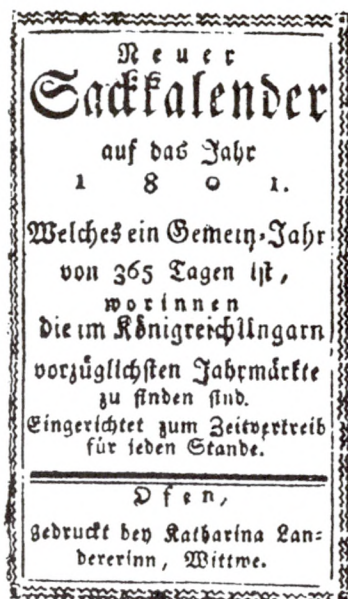 Neuer
Sackkalender
auf das Jahr
1 8 0 1.
Welches ein Gemein-Jahr
von 365 Tagen ist,
worinnen
die im Königreich Ungarn
vorzüglichsten Jahrmärkte
zu finden sind.
Eingerichtet zum Zeitvertreib
für jeden Stande.
Ofen,
gedruckt bey Katharina Lan-
dererinn, Wittwe.